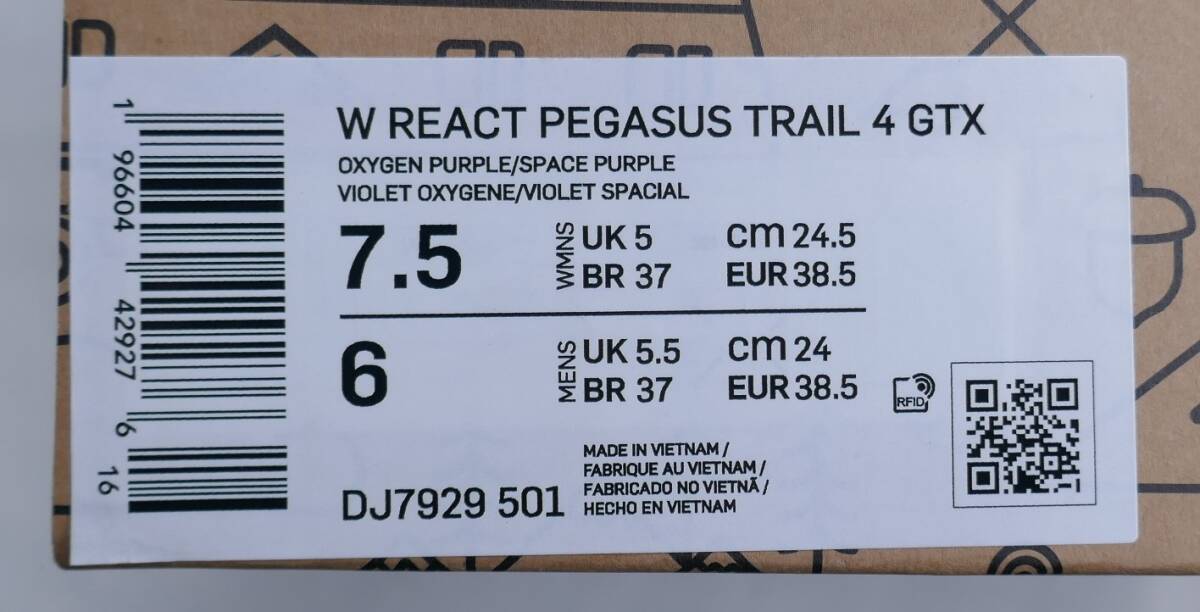 W REACT PEGASUS TRAIL 4 GTX
OXYGEN PURPLE/SPACE PURPLE
VIOLET OXYGENE/VIOLET SPACIAL
7.5
WMNS
UK 5 cm 24.5
BR 37 EUR 38.5
6
MENS
UK 5.5 cm 24
BR 37 EUR 38.5
RFID
DJ7929 501
MADE IN VIETNAM /
FABRIQUE AU VIETNAM /
FABRICADO NO VIETNÃ /
HECHO EN VIETNAM
1 96604 42927 6 16